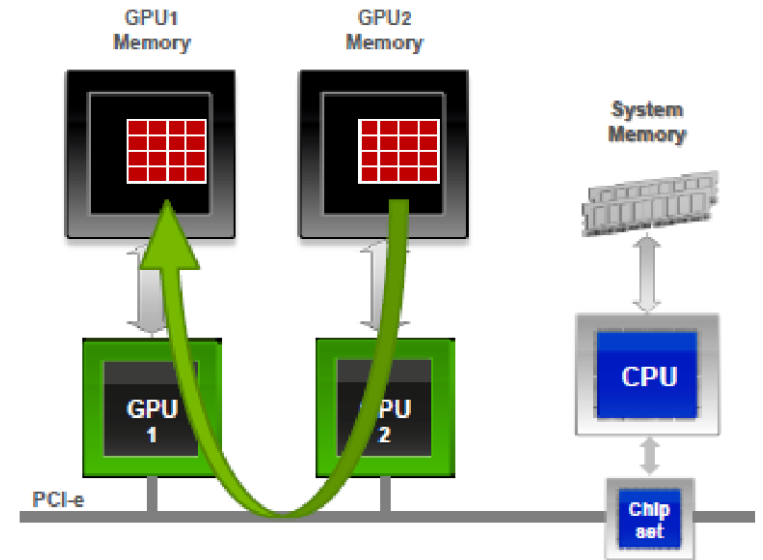 GPU1
Memory
GPU2
Memory
System
Memory
GPU
1
PU
2
CPU
PCI-e
Chip
set